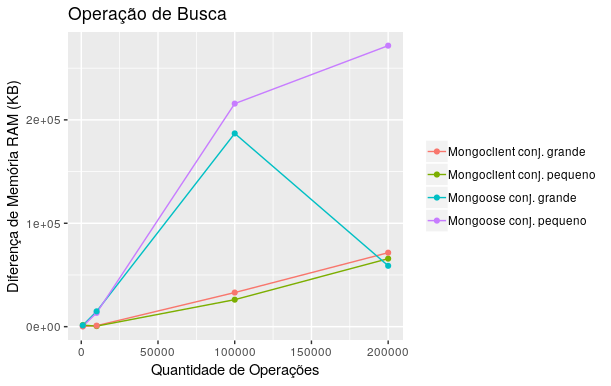 Operação de Busca
Diferença de Memória RAM (KB)
2e+05
1e+05
0e+00
0
50000
100000
150000
200000
Quantidade de Operações
Mongoclient conj. grande
Mongoclient conj. pequeno
Mongoose conj. grande
Mongoose conj. pequeno